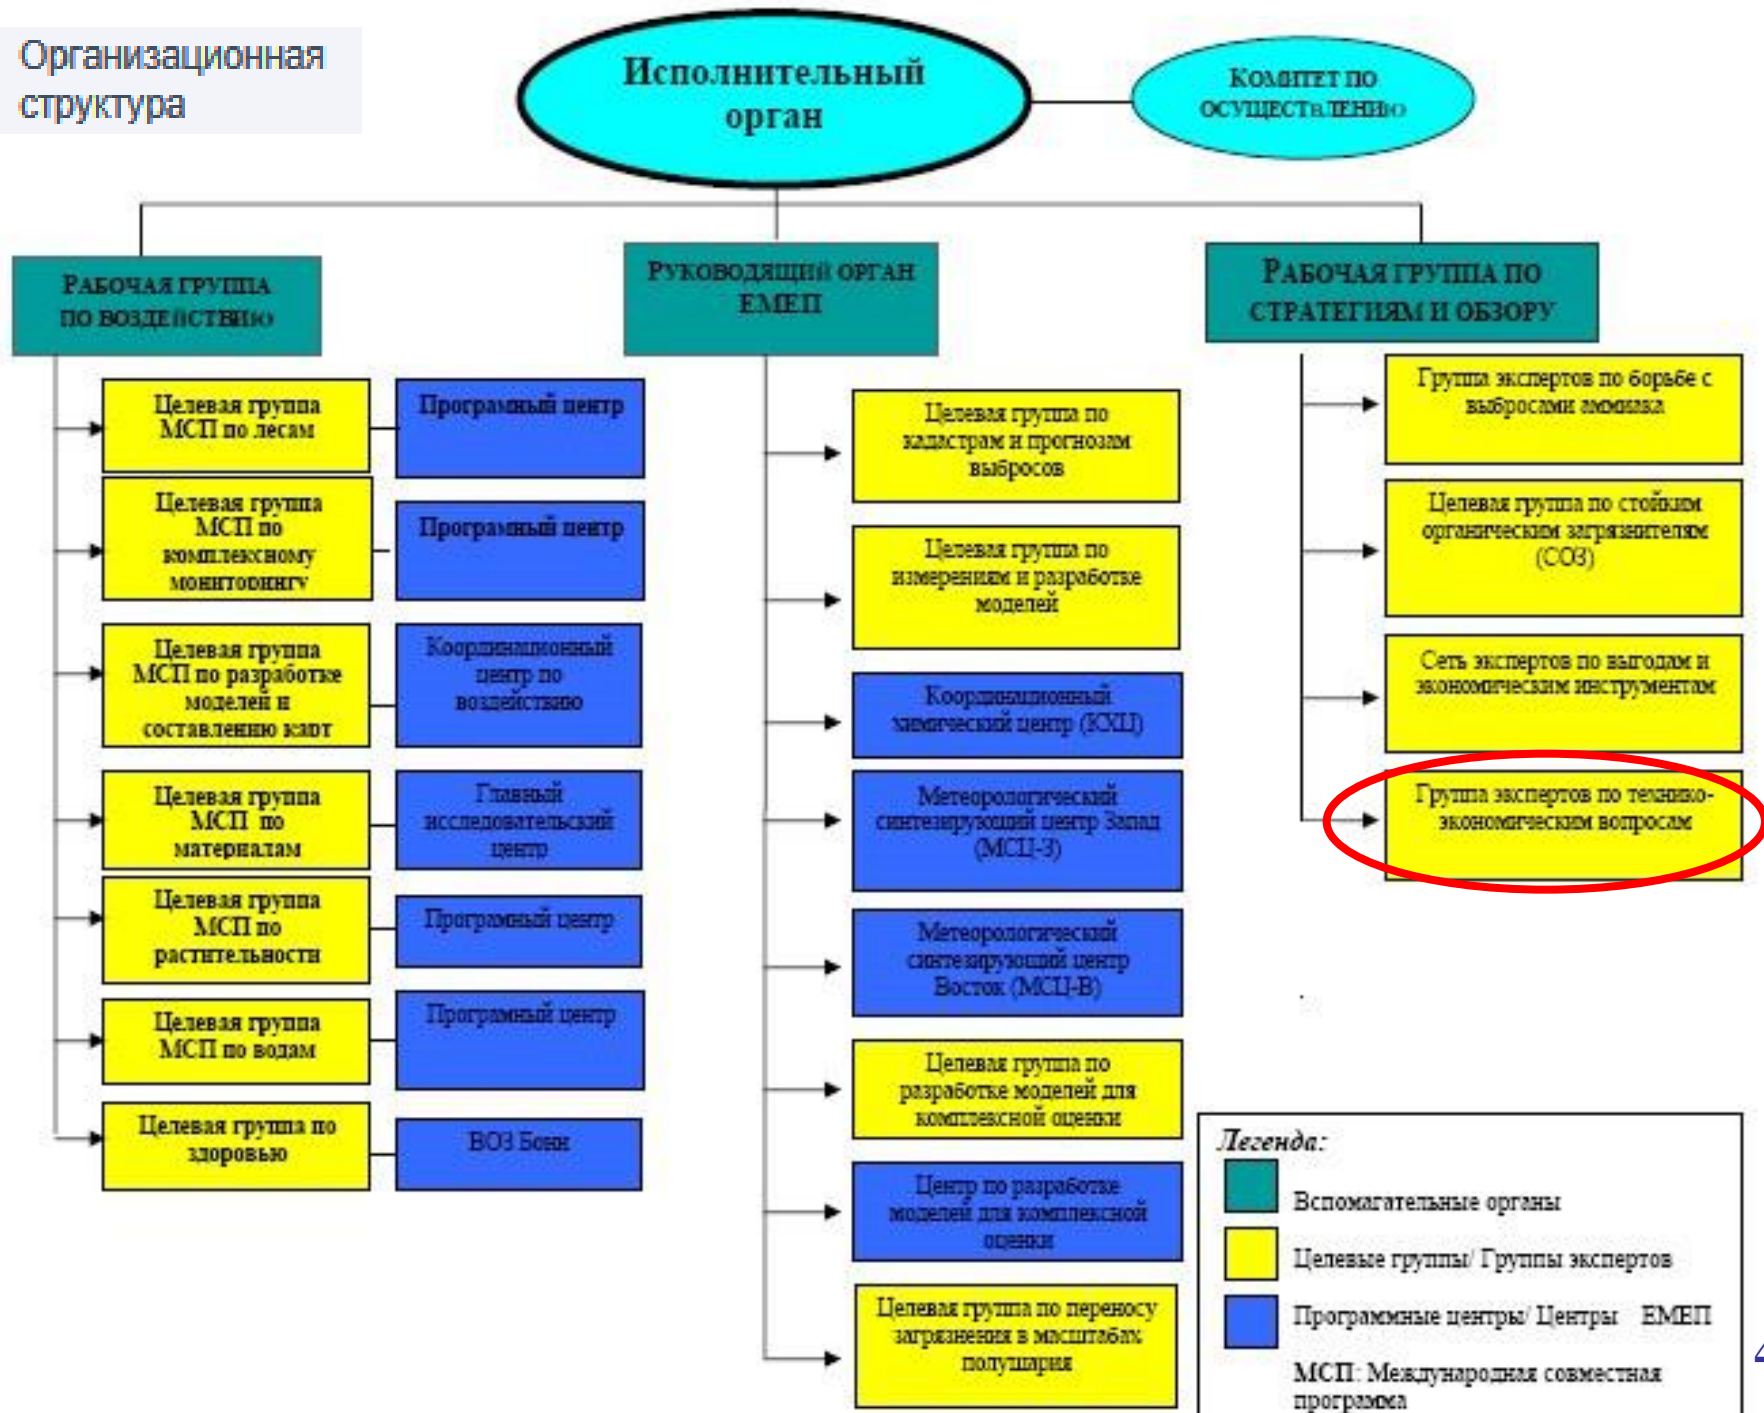 Организационная
структура
Исполнительный
орган
КОМИТЕТ ПО
ОСУЩЕСТВЛЕНИЮ
РАБОЧАЯ ГРУППА
ПО ВОЗДЕЙСТВИЮ
РУКОВОДЯЩИЙ ОРГАН
ЕМЕП
РАБОЧАЯ ГРУППА ПО
СТРАТЕГИЯМ И ОБЗОРУ
Целевая группа
МСП по лесам
Програмный центр
Целевая группа
МСП по
комплексному
мониторингу
Програмный центр
Целевая группа
МСП по разработке
моделей и
составлению карт
Координационный
центр по
воздействию
Целевая группа
МСП по
материалам
Главный
исследовательский
центр
Целевая группа
МСП по
растительности
Програмный центр
Целевая группа
МСП по водам
Програмный центр
Целевая группа по
здоровью
ВОЗ Бонн
Целевая группа по
кадастрам и прогнозам
выбросов
Целевая группа по
измерениям и разработке
моделей
Координационный
химический центр (КХЦ)
Метеорологический
синтезирующий центр Запад
(МСЦ-З)
Метеорологический
синтезирующий центр
Восток (МСЦ-В)
Целевая группа по
разработке моделей для
комплексной оценки
Центр по разработке
моделей для комплексной
оценки
Целевая группа по переносу
загрязнения в масштабах
полушария
Группа экспертов по борьбе с
выбросами аммиака
Целевая группа по стойким
органическим загрязнителям
(СОЗ)
Сеть экспертов по выгодам и
экономическим инструментам
Группа экспертов по технико-
экономическим вопросам
Легенда:
Вспомагательные органы
Целевые группы/ Группы экспертов
Программные центры/ Центры ЕМЕП
МСП: Международная совместная
программа
4